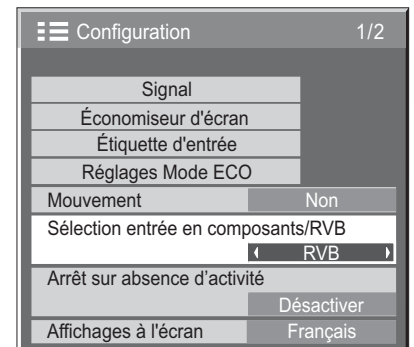 Configuration 1/2
Signal
Économiseur d'écran
Étiquette d'entrée
Réglages Mode ECO
Mouvement Non
Sélection entrée en composants/RVB
RVB
Arrêt sur absence d’activité
Désactiver
Affichages à l'écran Français